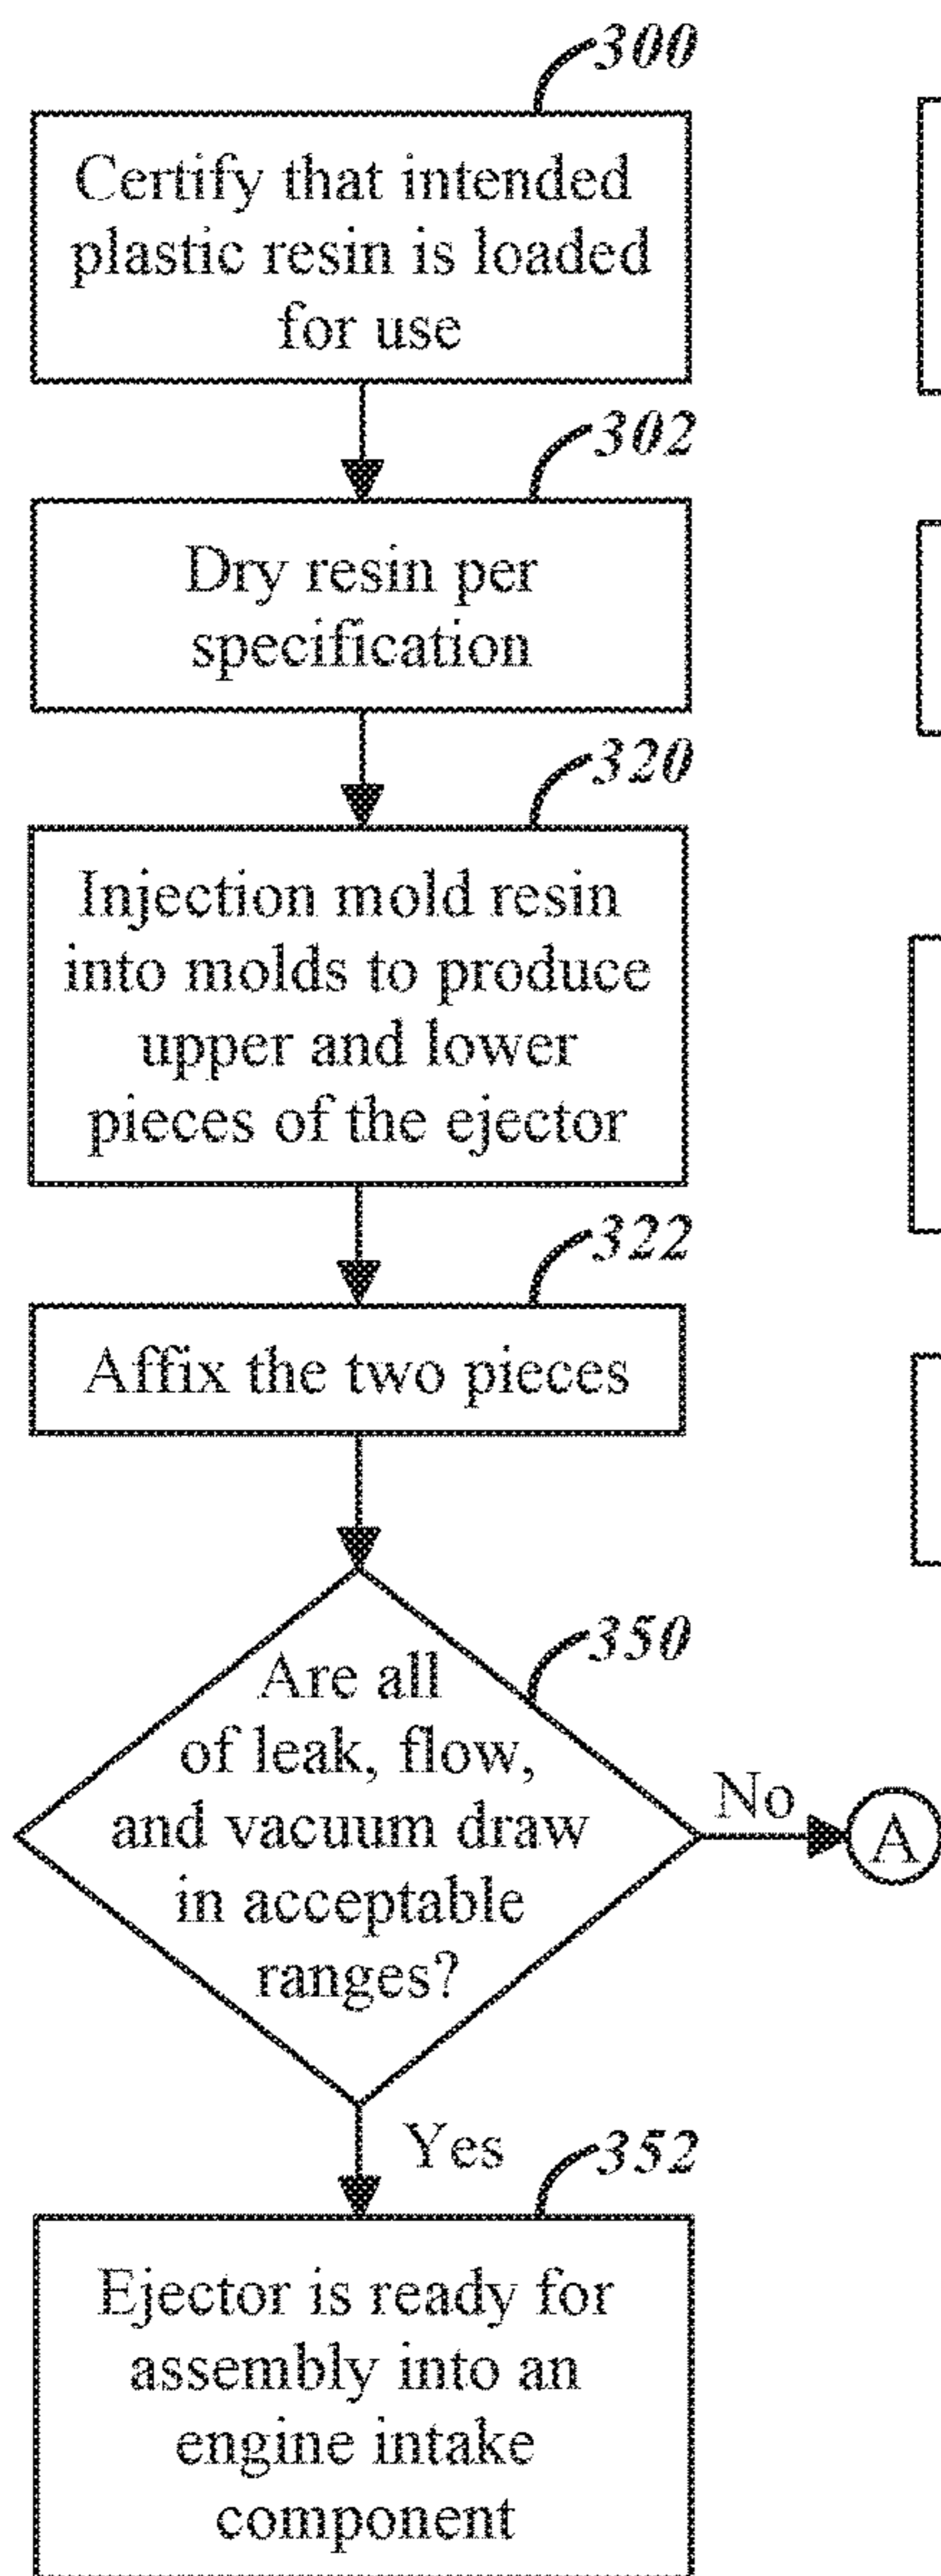 300
Certify that intended
plastic resin is loaded
for use
302
Dry resin per
specification
320
Injection mold resin
into molds to produce
upper and lower
pieces of the ejector
322
Affix the two pieces
350
Are all
of leak, flow,
and vacuum draw
in acceptable
ranges?
No
A
Yes
352
Ejector is ready for
assembly into an
engine intake
component